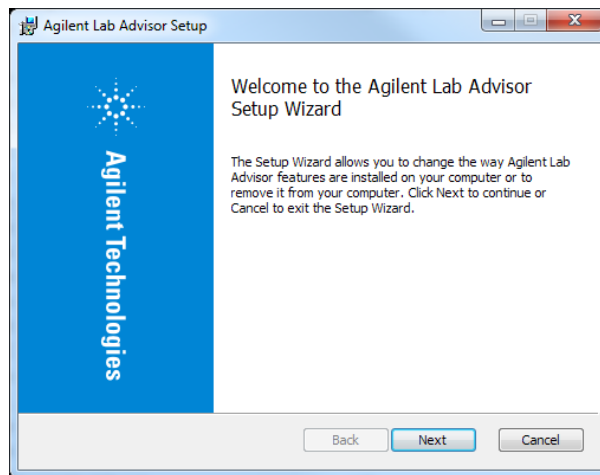 Agilent Lab Advisor Setup
Agilent Technologies
Welcome to the Agilent Lab Advisor
Setup Wizard
The Setup Wizard allows you to change the way Agilent Lab
Advisor features are installed on your computer or to
remove it from your computer. Click Next to continue or
Cancel to exit the Setup Wizard.
Back
Next
Cancel